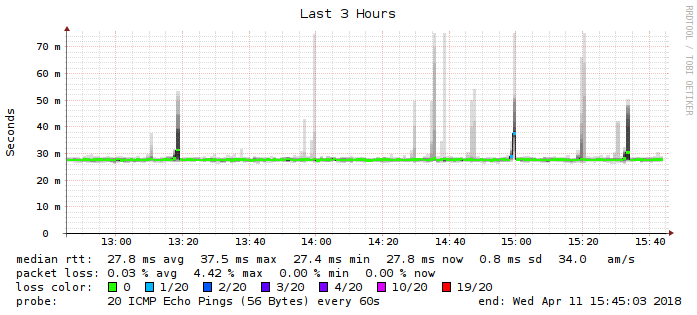 Last 3 Hours
RRDTOOL / TOBI OETIKER
Seconds
70 m
60 m
50 m
40 m
30 m
20 m
10 m
0
13:00 13:20 13:40 14:00 14:20 14:40 15:00 15:20 15:40
median rtt: 27.8 ms avg 37.5 ms max 27.4 ms min 27.8 ms now 0.8 ms sd 34.0 am/s
packet loss: 0.03 % avg 4.42 % max 0.00 % min 0.00 % now
loss color: 0 1/20 2/20 3/20 4/20 10/20 19/20
probe: 20 ICMP Echo Pings (56 Bytes) every 60s end: Wed Apr 11 15:45:03 2018